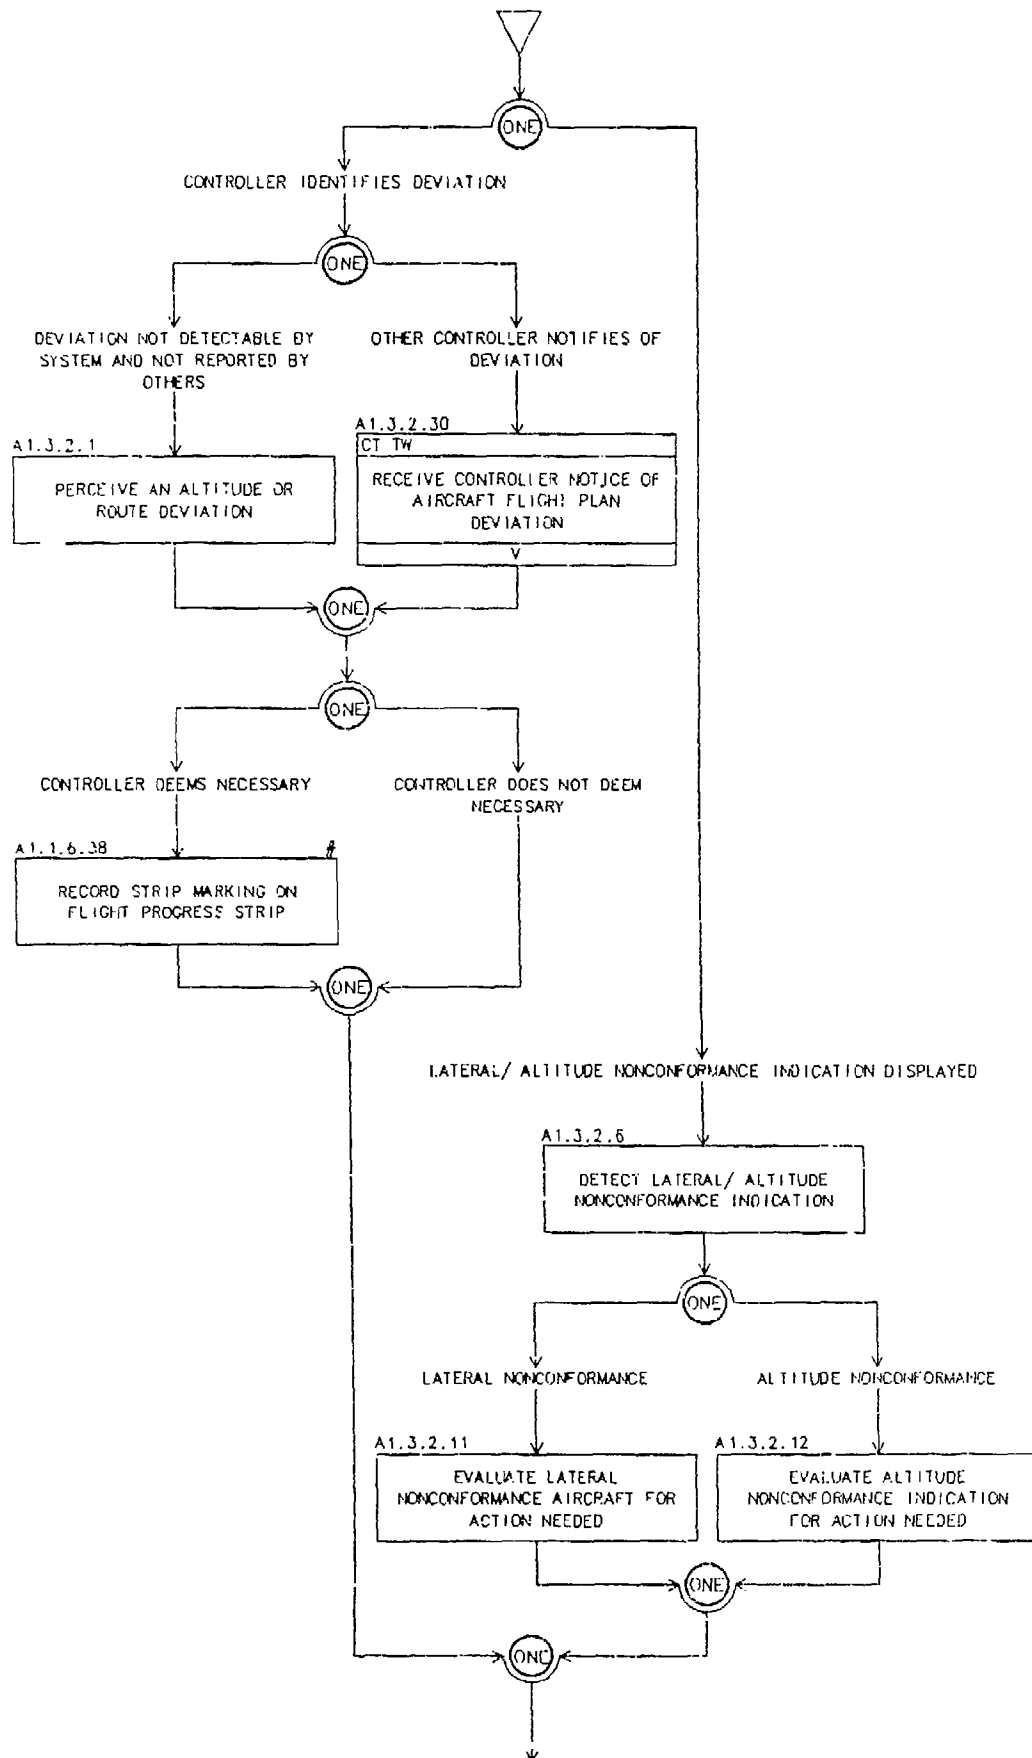 ONE
CONTROLLER IDENTIFIES DEVIATION
ONE
DEVIATION NOT DETECTABLE BY
SYSTEM AND NOT REPORTED BY
OTHERS
OTHER CONTROLLER NOTIFIES OF
DEVIATION
A1.3.2.1
PERCEIVE AN ALTITUDE OR
ROUTE DEVIATION
A1.3.2.30
CT TW
RECEIVE CONTROLLER NOTICE OF
AIRCRAFT FLIGHT PLAN
DEVIATION
V
ONE
ONE
CONTROLLER DEEMS NECESSARY
CONTROLLER DOES NOT DEEM
NECESSARY
A1.1.6.38
RECORD STRIP MARKING ON
FLIGHT PROGRESS STRIP
ONE
LATERAL/ ALTITUDE NONCONFORMANCE INDICATION DISPLAYED
A1.3.2.6
DETECT LATERAL/ ALTITUDE
NONCONFORMANCE INDICATION
ONE
LATERAL NONCONFORMANCE
ALTITUDE NONCONFORMANCE
A1.3.2.11
EVALUATE LATERAL
NONCONFORMANCE AIRCRAFT FOR
ACTION NEEDED
A1.3.2.12
EVALUATE ALTITUDE
NONCONFORMANCE INDICATION
FOR ACTION NEEDED
ONE
ONE